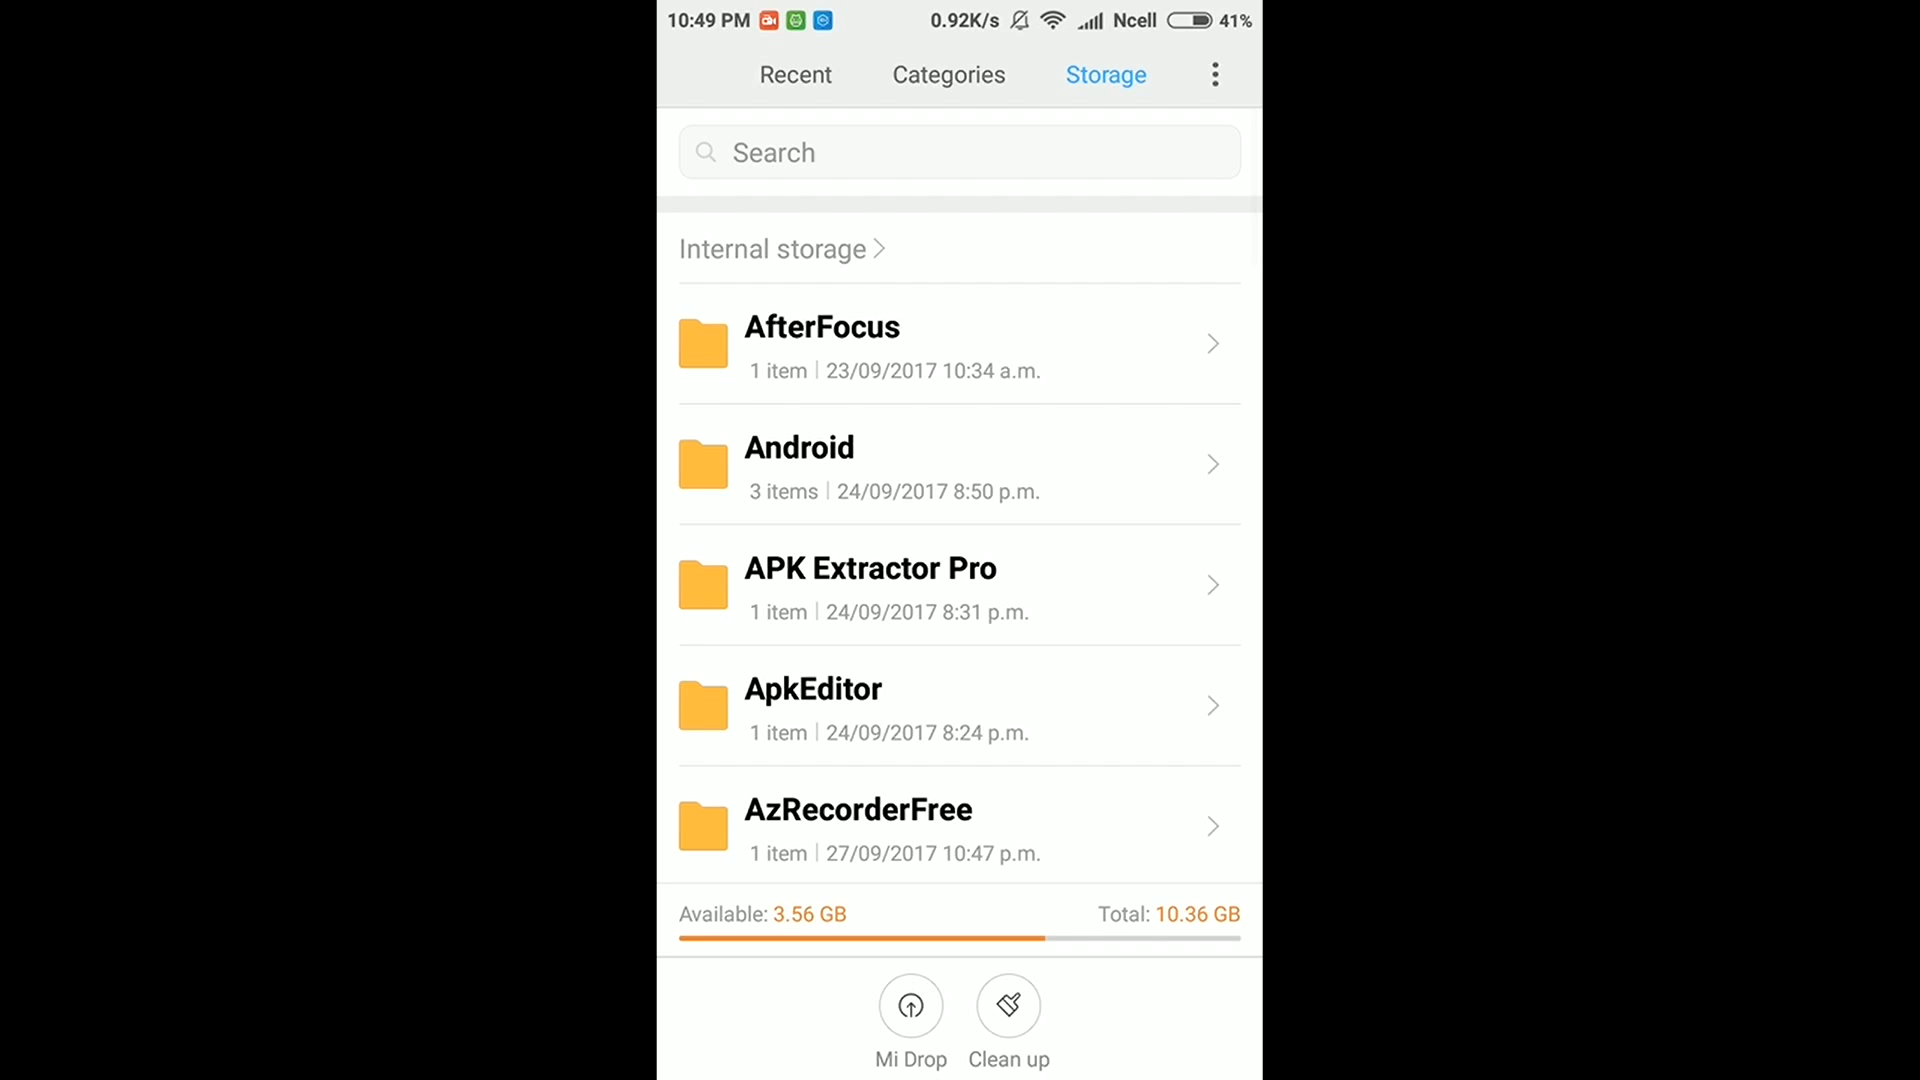 10:49 PM 0.92K/s Ncell 41%
Recent Categories Storage
Search
Internal storage
AfterFocus
1 item | 23/09/2017 10:34 a.m.
Android
3 items | 24/09/2017 8:50 p.m.
APK Extractor Pro
1 item | 24/09/2017 8:31 p.m.
ApkEditor
1 item | 24/09/2017 8:24 p.m.
AzRecorderFree
1 item | 27/09/2017 10:47 p.m.
Available: 3.56 GB Total: 10.36 GB
Mi Drop Clean up